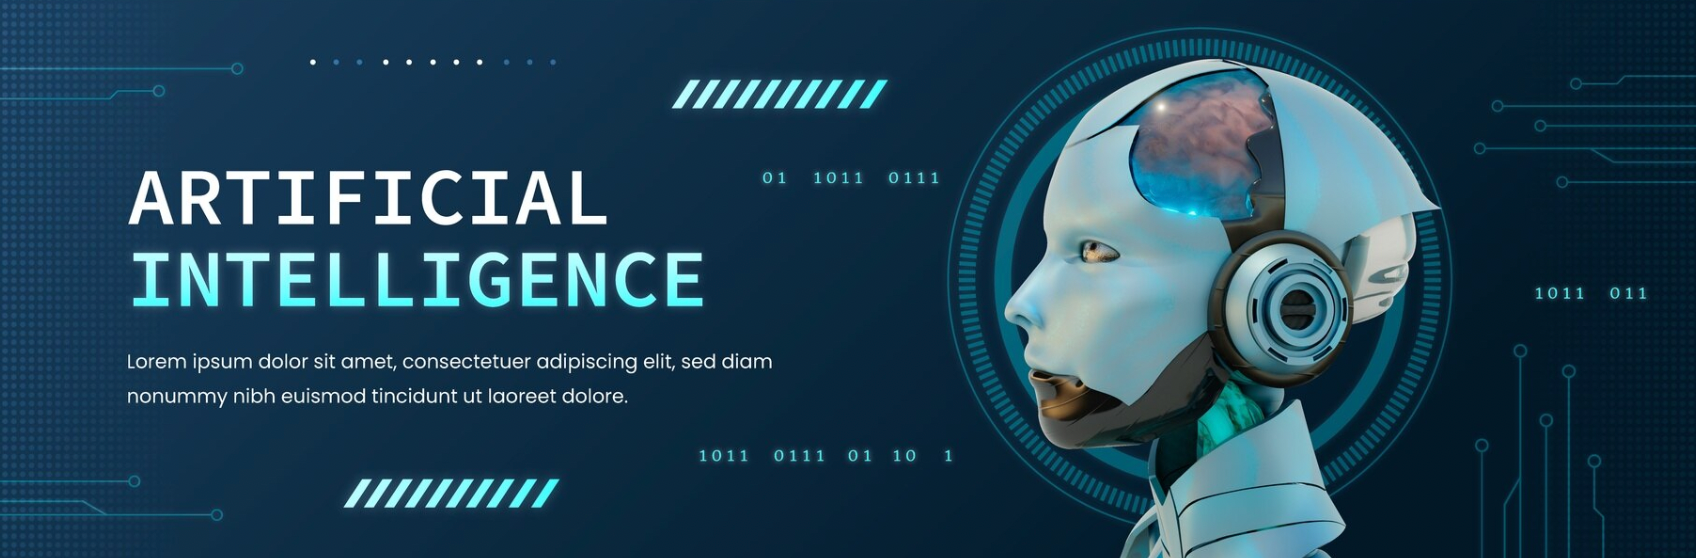 01 1011 0111
ARTIFICIAL
INTELLIGENCE
Lorem ipsum dolor sit amet, consectetuer adipiscing elit, sed diam
nonummy nibh euismod tincidunt ut laoreet dolore.
1011 011
1011 0111 01 10 1